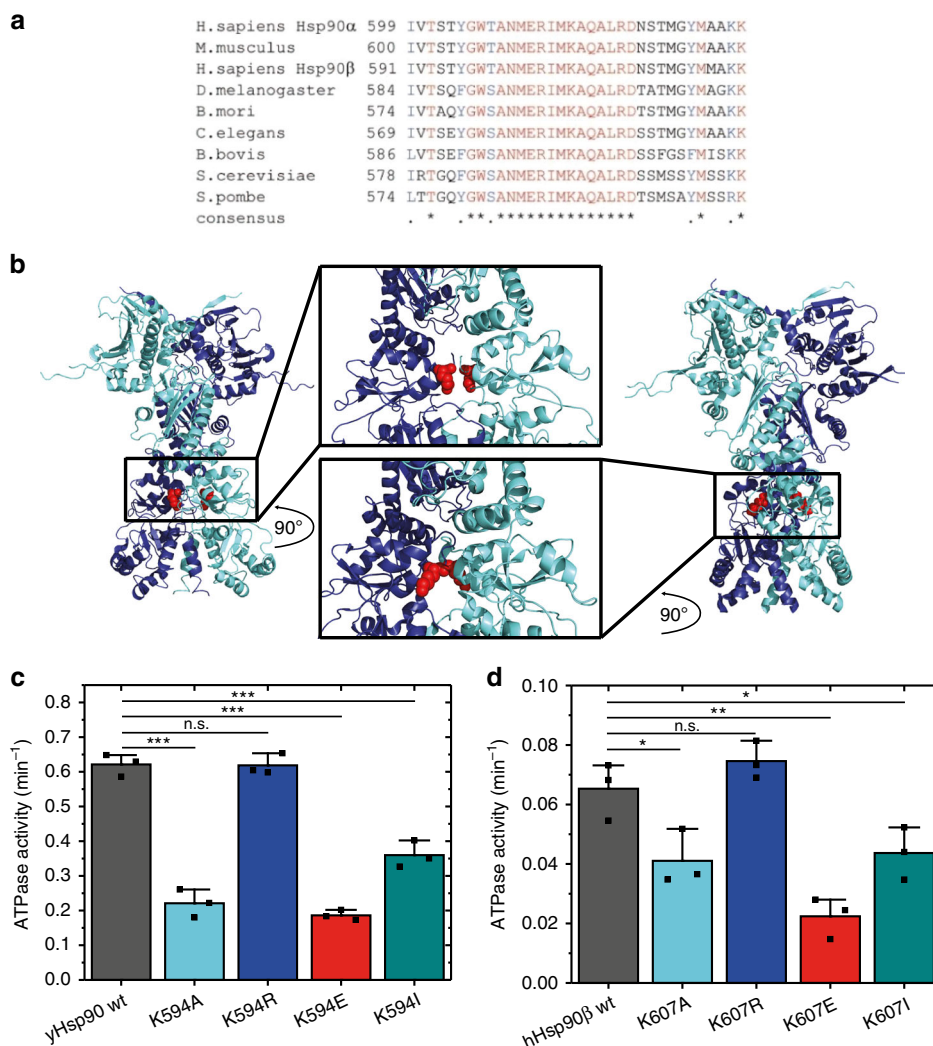 a
H.sapiens Hsp90α 599 IVTSTYGWTANMERIMKAQALRDNSTMGYMAAKK
M.musculus 600 IVTSTYGWTANMERIMKAQALRDNSTMGYMAAKK
H.sapiens Hsp90β 591 IVTSTYGWTANMERIMKAQALRDNSTMGYMMAKK
D.melanogaster 584 IVTSQFGWSANMERIMKAQALRDTATMGYMAGKK
B.mori 574 IVTAQYGWSANMERIMKAQALRDTSTMGYMAAKK
C.elegans 569 IVTSEYGWSANMERIMKAQALRDSSTMGYMAAKK
B.bovis 586 LVTSEFGWSANMERIMKAQALRDSSFGSFMISKK
S.cerevisiae 578 IRTGQFGWSANMERIMKAQALRDSSMSSYMSSKK
S.pombe 574 LTTGQYGWSANMERIMKAQALRDTSMSAYMSSRK
consensus . * .**.*************** .* .*
b
90°
90°
c
ATPase activity (min⁻¹)
0.8
0.7
0.6
0.5
0.4
0.3
0.2
0.1
0.0
***
***
n.s.
***
yHsp90 wt
K594A
K594R
K594E
K594I
d
ATPase activity (min⁻¹)
0.10
0.08
0.06
0.04
0.02
0.00
*
**
n.s.
*
hHsp90β wt
K607A
K607R
K607E
K607I